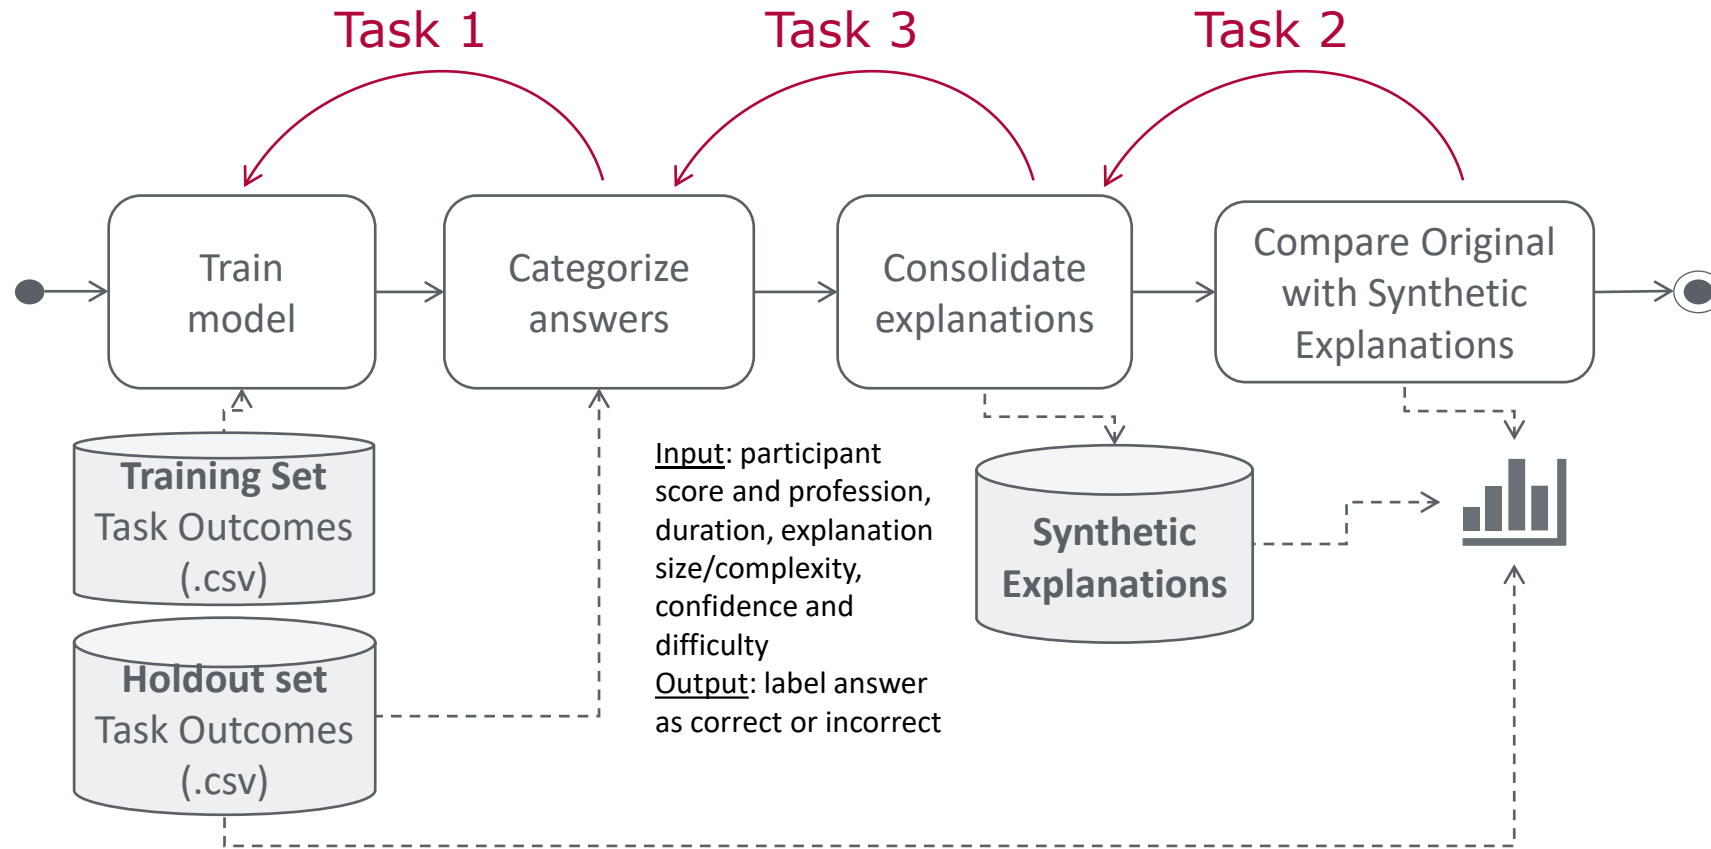 Task 1
Task 3
Task 2
Train
model
Categorize
answers
Consolidate
explanations
Compare Original
with Synthetic
Explanations
Training Set
Task Outcomes
(.csv)
Holdout set
Task Outcomes
(.csv)
Input: participant
score and profession,
duration, explanation
size/complexity,
confidence and
difficulty
Output: label answer
as correct or incorrect
Synthetic
Explanations